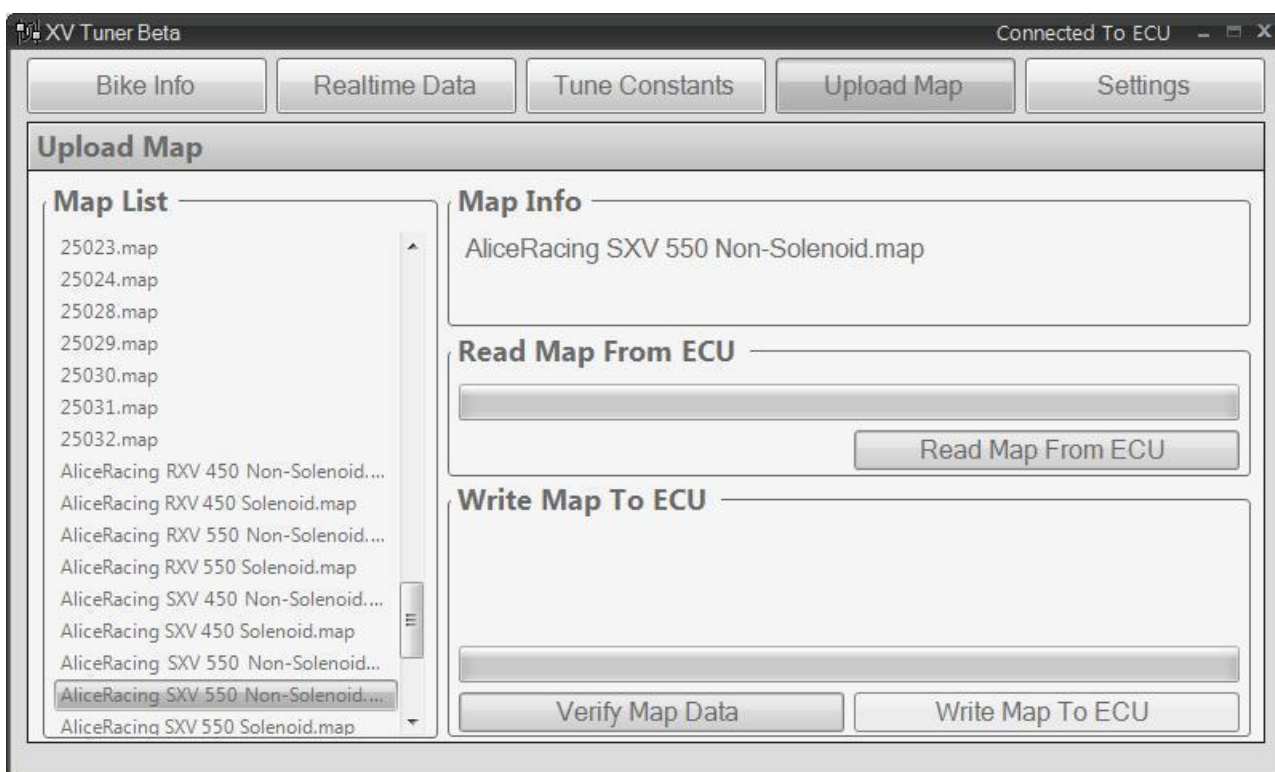 XV Tuner Beta Connected To ECU
Bike Info Realtime Data Tune Constants Upload Map Settings
Upload Map
Map List
25023.map
25024.map
25028.map
25029.map
25030.map
25031.map
25032.map
AliceRacing RXV 450 Non-Solenoid....
AliceRacing RXV 450 Solenoid.map
AliceRacing RXV 550 Non-Solenoid....
AliceRacing RXV 550 Solenoid.map
AliceRacing SXV 450 Non-Solenoid....
AliceRacing SXV 450 Solenoid.map
AliceRacing SXV 550 Non-Solenoid...
AliceRacing SXV 550 Non-Solenoid....
AliceRacing SXV 550 Solenoid.map
Map Info
AliceRacing SXV 550 Non-Solenoid.map
Read Map From ECU
Read Map From ECU
Write Map To ECU
Verify Map Data Write Map To ECU